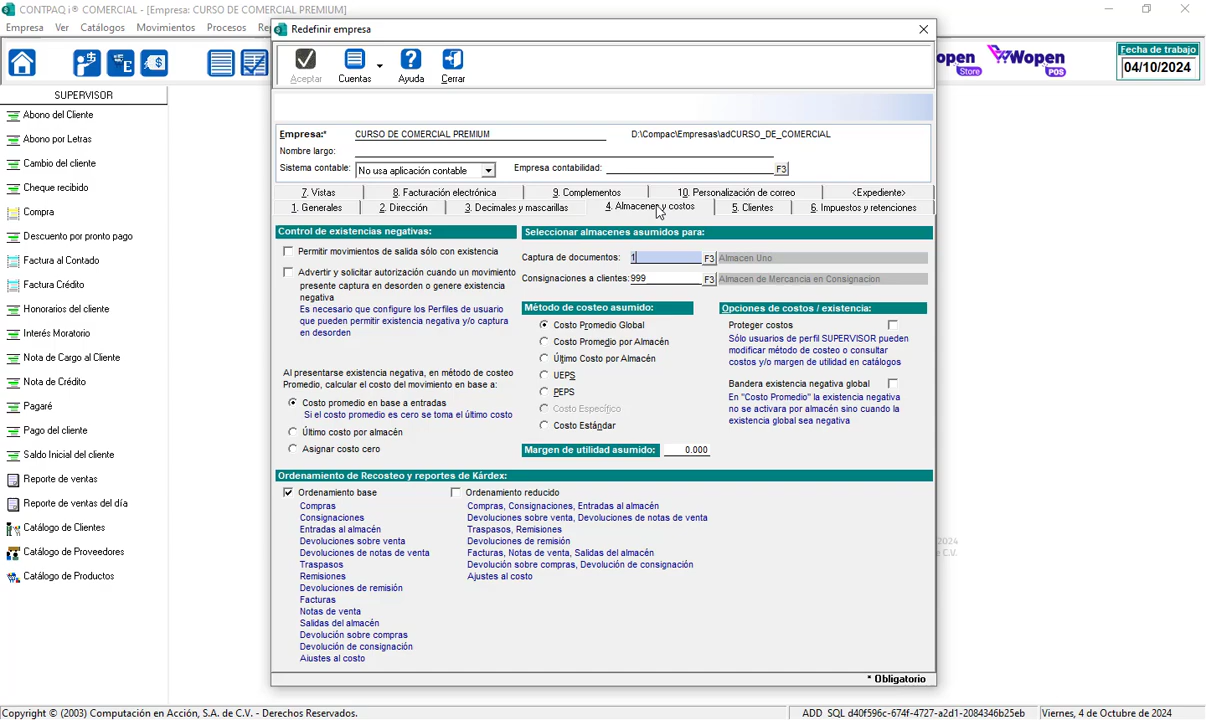 CONTPAQ i® COMERCIAL - [Empresa: CURSO DE COMERCIAL PREMIUM]
Empresa Ver Catálogos Movimientos Procesos Re
Redefinir empresa
Aceptar Cuentas Ayuda Cerrar
open Store
Wopen POS
Fecha de trabajo
04/10/2024
SUPERVISOR
Abono del Cliente
Abono por Letras
Cambio del cliente
Cheque recibido
Compra
Descuento por pronto pago
Factura al Contado
Factura Crédito
Honorarios del cliente
Interés Moratorio
Nota de Cargo al Cliente
Nota de Crédito
Pagaré
Pago del cliente
Saldo Inicial del cliente
Reporte de ventas
Reporte de ventas del día
Catálogo de Clientes
Catálogo de Proveedores
Catálogo de Productos
Empresa:* CURSO DE COMERCIAL PREMIUM D:\Compac\Empresas\adCURSO_DE_COMERCIAL
Nombre largo:
Sistema contable: No usa aplicación contable Empresa contabilidad: F3
7. Vistas 8. Facturación electrónica 9. Complementos 10. Personalización de correo <Expediente>
1. Generales 2. Dirección 3. Decimales y mascarillas 4. Almacenes y costos 5. Clientes 6. Impuestos y retenciones
Control de existencias negativas:
Permitir movimientos de salida sólo con existencia
Advertir y solicitar autorización cuando un movimiento
presente captura en desorden o genere existencia
negativa
Es necesario que configure los Perfiles de usuario
que pueden permitir existencia negativa y/o captura
en desorden
Al presentarse existencia negativa, en método de costeo
Promedio, calcular el costo del movimiento en base a:
Costo promedio en base a entradas
Si el costo promedio es cero se toma el último costo
Último costo por almacén
Asignar costo cero
Seleccionar almacenes asumidos para:
Captura de documentos: 1 F3 Almacen Uno
Consignaciones a clientes: 999 F3 Almacen de Mercancia en Consignacion
Método de costeo asumido:
Costo Promedio Global
Costo Promedio por Almacén
Último Costo por Almacén
UEPS
PEPS
Costo Específico
Costo Estándar
Margen de utilidad asumido: 0.000
Opciones de costos / existencia:
Proteger costos
Sólo usuarios de perfil SUPERVISOR pueden
modificar método de costeo o consultar
costos y/o margen de utilidad en catálogos
Bandera existencia negativa global
En "Costo Promedio" la existencia negativa
no se activara por almacén sino cuando la
existencia global sea negativa
Ordenamiento de Recosteo y reportes de Kárdex:
Ordenamiento base
Compras
Consignaciones
Entradas al almacén
Devoluciones sobre venta
Devoluciones de notas de venta
Traspasos
Remisiones
Devoluciones de remisión
Facturas
Notas de venta
Salidas del almacén
Devolución sobre compras
Devolución de consignación
Ajustes al costo
Ordenamiento reducido
Compras, Consignaciones, Entradas al almacén
Devoluciones sobre venta, Devoluciones de notas de venta
Traspasos, Remisiones
Devoluciones de remisión
Facturas, Notas de venta, Salidas del almacén
Devolución sobre compras, Devolución de consignación
Ajustes al costo
* Obligatorio
2024
C.V.
Copyright © (2003) Computación en Acción, S.A. de C.V. - Derechos Reservados.
ADD SQL d40f596c-674f-4727-a2d1-2084346b25eb
Viernes, 4 de Octubre de 2024